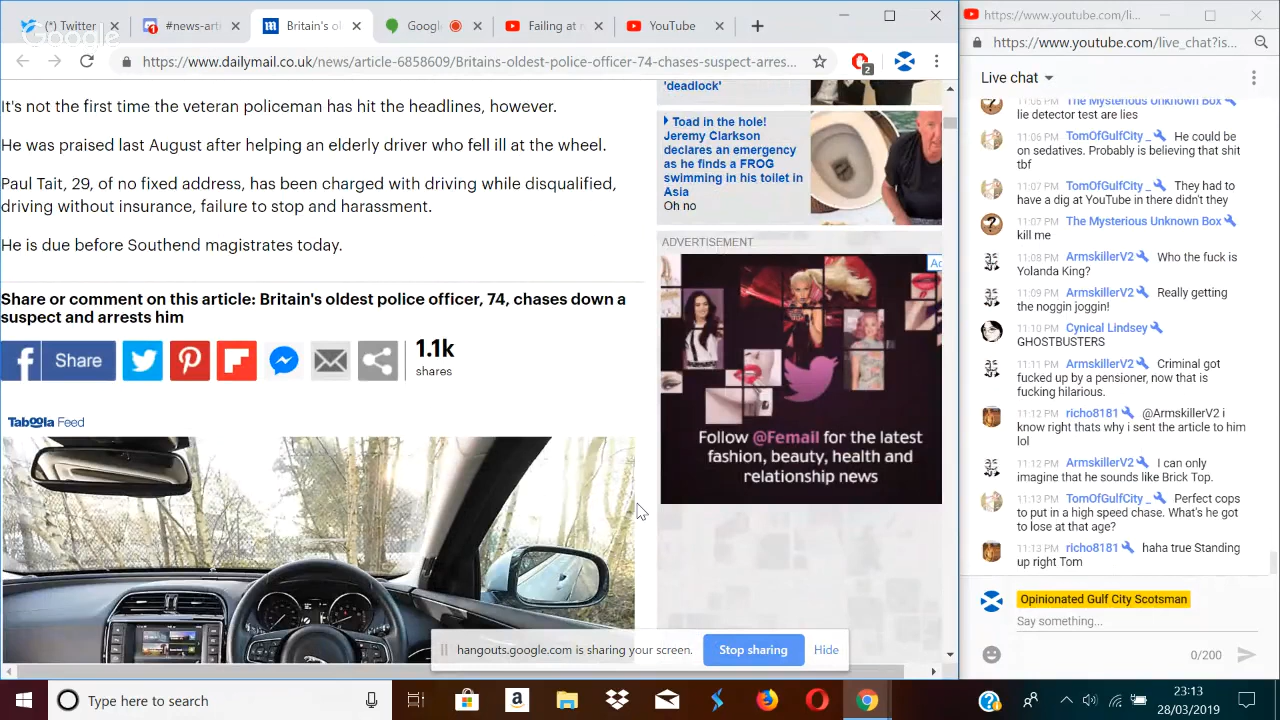 (*) Twitter
#news-arti
Britain's o
Googl
Falling at r
YouTube
Google
https://www.dailymail.co.uk/news/article-6858609/Britains-oldest-police-officer-74-chases-suspect-arres...
2
It's not the first time the veteran policeman has hit the headlines, however.
He was praised last August after helping an elderly driver who fell ill at the wheel.
Paul Tait, 29, of no fixed address, has been charged with driving while disqualified,
driving without insurance, failure to stop and harassment.
He is due before Southend magistrates today.
Share or comment on this article: Britain's oldest police officer, 74, chases down a
suspect and arrests him
Share
1.1k
shares
Taboola Feed
'deadlock'
Toad in the hole!
Jeremy Clarkson
declares an emergency
as he finds a FROG
swimming in his toilet in
Asia
Oh no
ADVERTISEMENT
Ad
Follow @Femail for the latest
fashion, beauty, health and
relationship news
hangouts.google.com is sharing your screen.
Stop sharing
Hide
https://www.youtube.com/li...
https://www.youtube.com/live_chat?is...
Live chat
11:06 PM The Mysterious Unknown Box
lie detector test are lies
11:06 PM TomOfGulfCity_ He could be
on sedatives. Probably is believing that shit
tbf
11:07 PM TomOfGulfCity_ They had to
have a dig at YouTube in there didn't they
11:07 PM The Mysterious Unknown Box
kill me
11:08 PM ArmskillerV2 Who the fuck is
Yolanda King?
11:09 PM ArmskillerV2 Really getting
the noggin joggin!
11:10 PM Cynical Lindsey
GHOSTBUSTERS
11:11 PM ArmskillerV2 Criminal got
fucked up by a pensioner, now that is
fucking hilarious.
11:12 PM richo8181 @ArmskillerV2 i
know right thats why i sent the article to him
lol
11:12 PM ArmskillerV2 I can only
imagine that he sounds like Brick Top.
11:13 PM TomOfGulfCity_ Perfect cops
to put in a high speed chase. What's he got
to lose at that age?
11:13 PM richo8181 haha true Standing
up right Tom
Opinionated Gulf City Scotsman
Say something...
0/200
Type here to search
23:13
28/03/2019